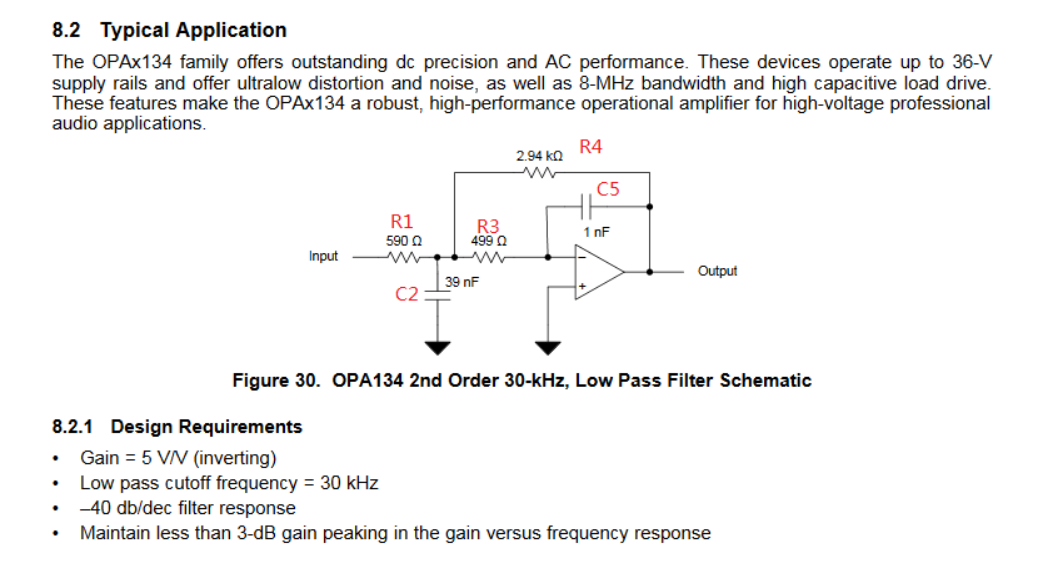 8.2 Typical Application
The OPAx134 family offers outstanding dc precision and AC performance. These devices operate up to 36-V
supply rails and offer ultralow distortion and noise, as well as 8-MHz bandwidth and high capacitive load drive.
These features make the OPAx134 a robust, high-performance operational amplifier for high-voltage professional
audio applications.
R4
2.94 kΩ
C5
1 nF
R1
590 Ω
R3
499 Ω
Input
39 nF
C2
–
+
Output
Figure 30. OPA134 2nd Order 30-kHz, Low Pass Filter Schematic
8.2.1 Design Requirements
• Gain = 5 V/V (inverting)
• Low pass cutoff frequency = 30 kHz
• –40 db/dec filter response
• Maintain less than 3-dB gain peaking in the gain versus frequency response